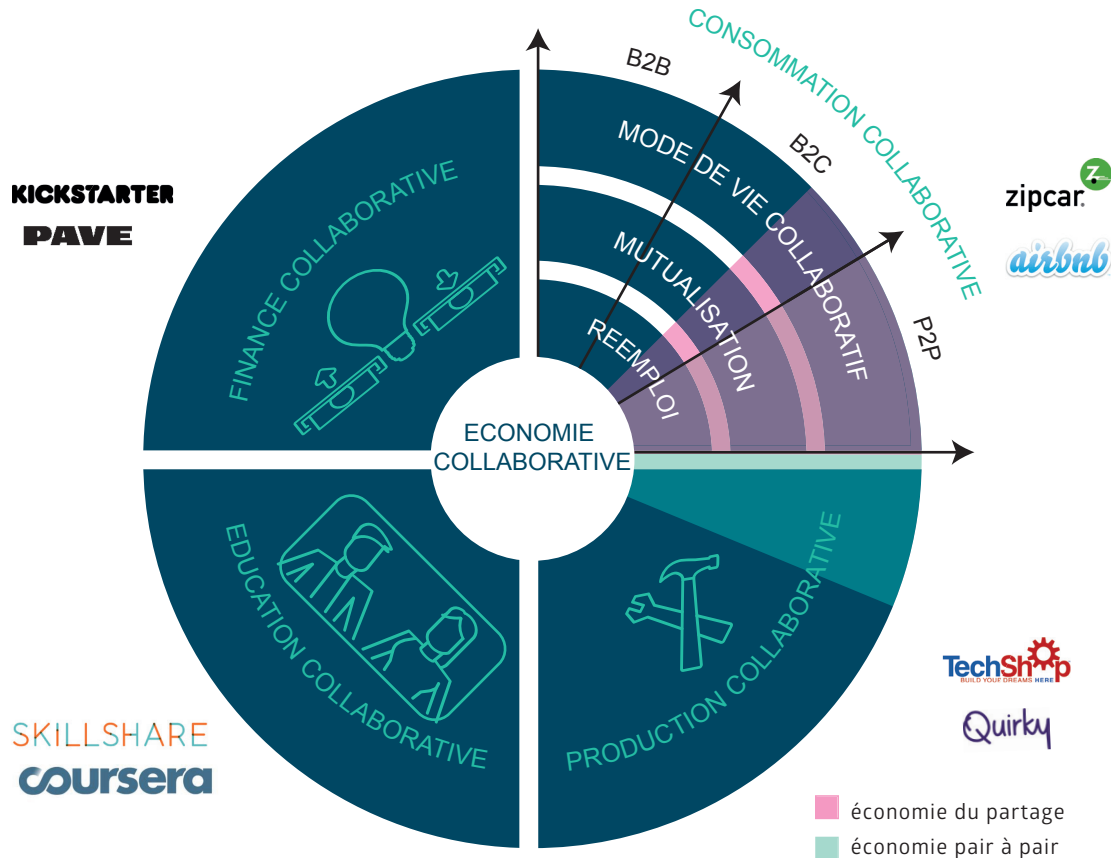 CONSOMMATION COLLABORATIVE
B2B
B2C
P2P
MODE DE VIE COLLABORATIF
MUTUALISATION
REEMPLOI
FINANCE COLLABORATIVE
KICKSTARTER
PAVE
zipcar.
airbnb
ECONOMIE
COLLABORATIVE
EDUCATION COLLABORATIVE
PRODUCTION COLLABORATIVE
SKILLSHARE
coursera
TechShop
BUILD YOUR DREAMS HERE
Quirky
économie du partage
économie pair à pair